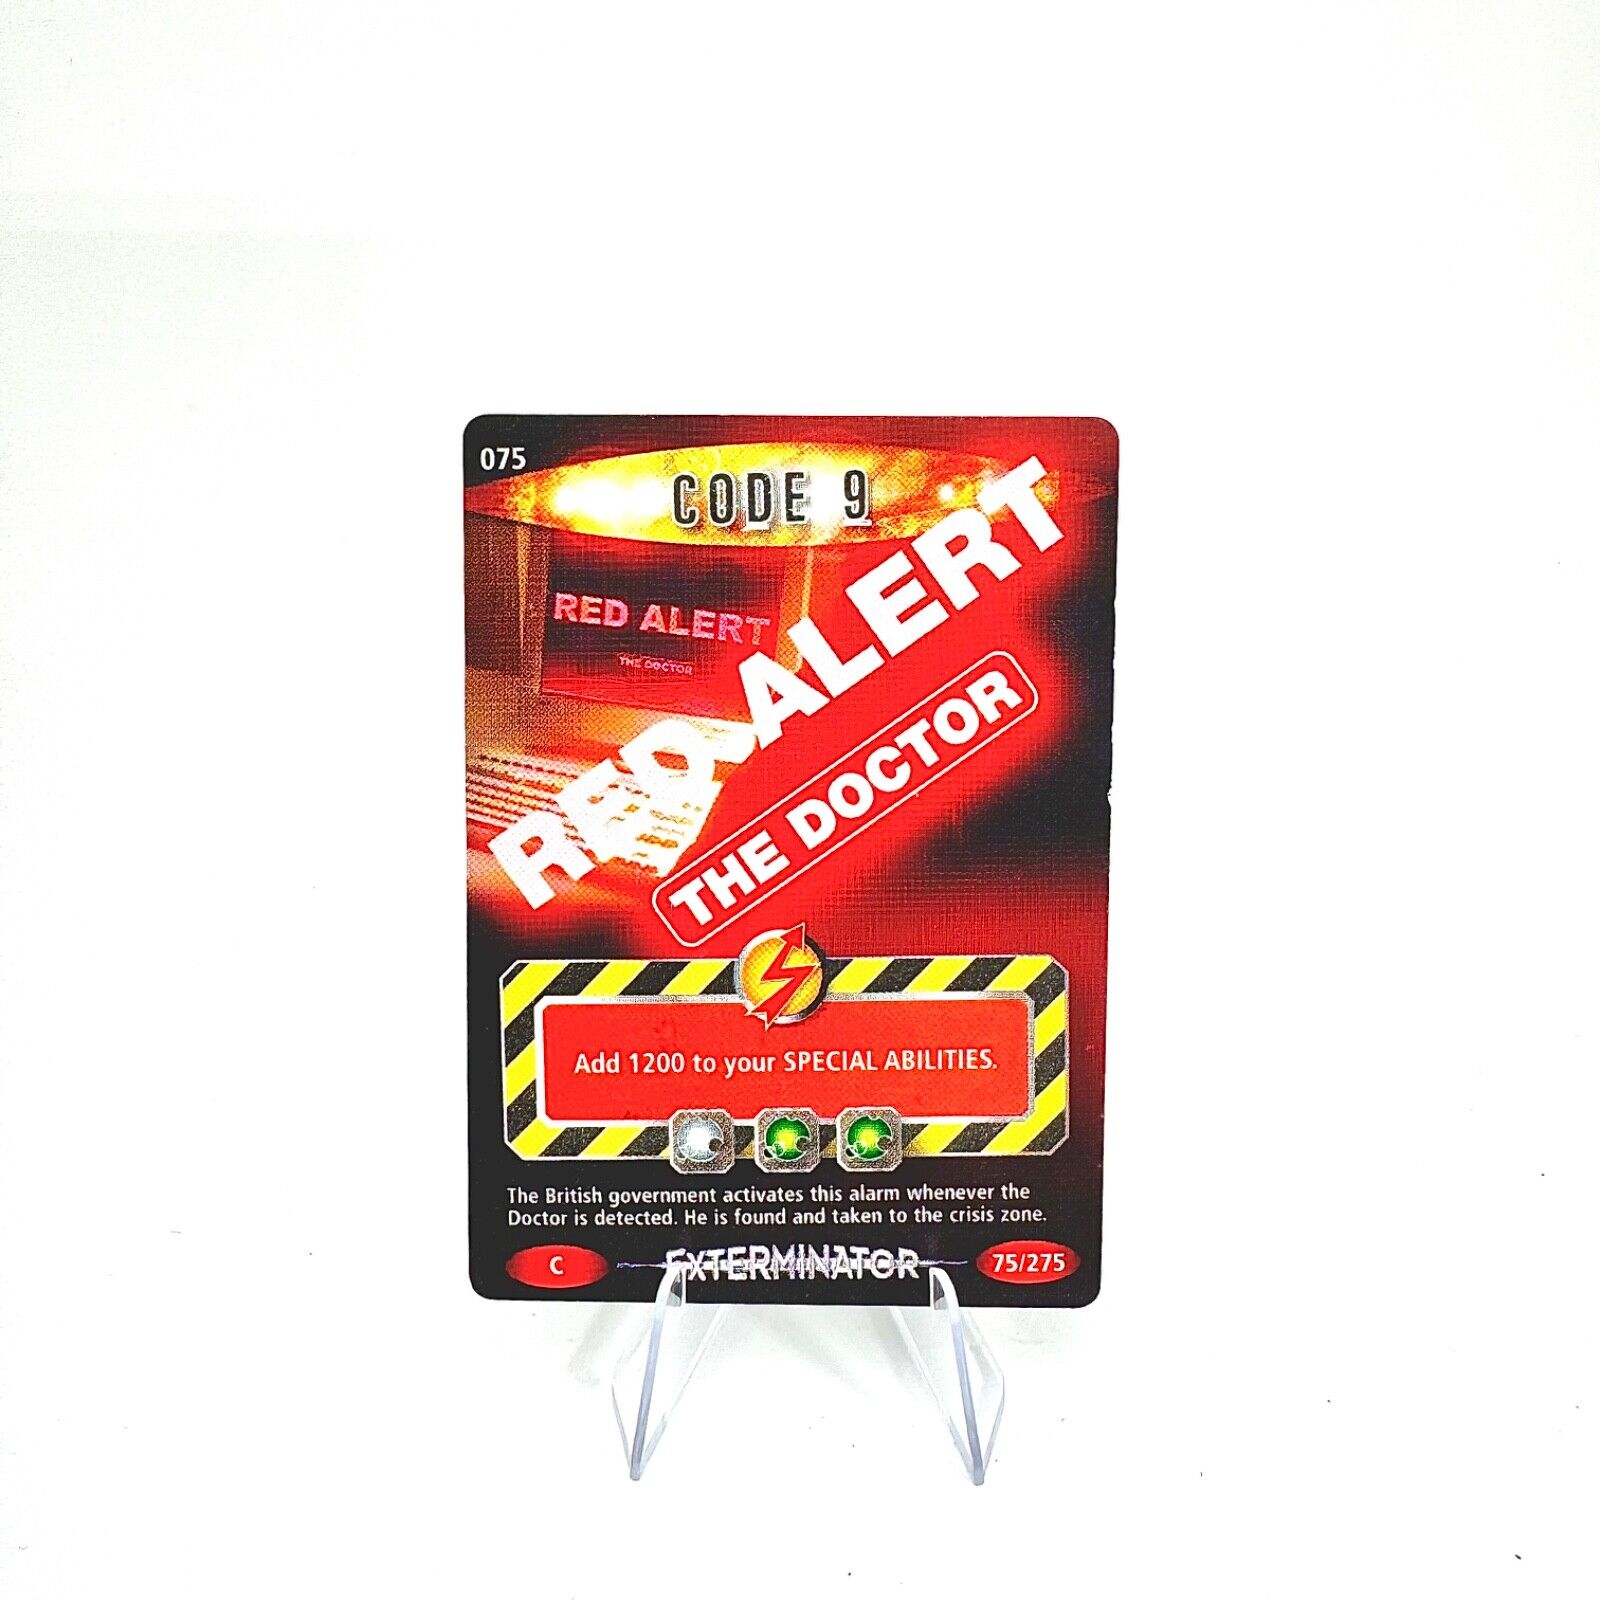 075
CODE 9
RED ALERT
THE DOCTOR
RED ALERT
THE DOCTOR
Add 1200 to your SPECIAL ABILITIES.
The British government activates this alarm whenever the
Doctor is detected. He is found and taken to the crisis zone.
C EXTERMINATOR 75/275